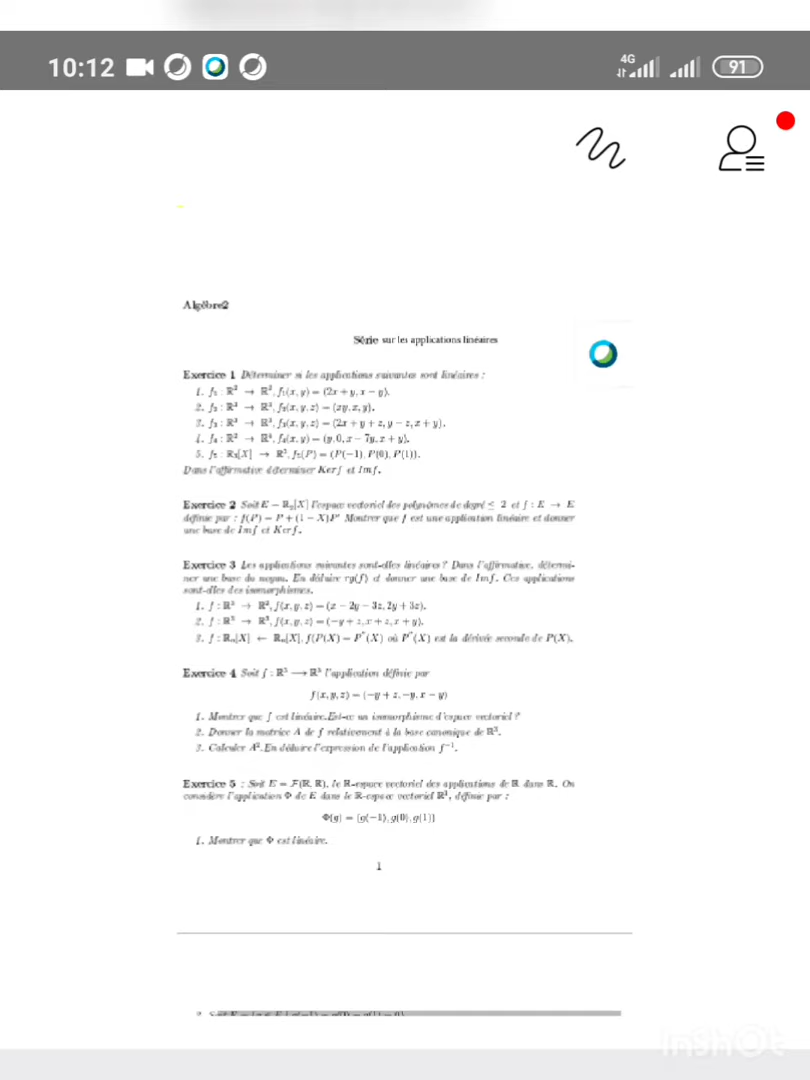 10:12
4G
91
Algèbre2
Série sur les applications linéaires
Exercice 1 Déterminer si les applications suivantes sont linéaires :
1. f₁ : ℝ² → ℝ², f₁(x, y) = (2x + y, x − y).
2. f₂ : ℝ³ → ℝ³, f₂(x, y, z) = (xy, x, y).
3. f₃ : ℝ³ → ℝ³, f₃(x, y, z) = (2x + y + z, y − z, x + y).
4. f₄ : ℝ² → ℝ⁴, f₄(x, y) = (y, 0, x − 7y, x + y).
5. f₅ : ℝ₃[X] → ℝ³, f₅(P) = (P(−1), P(0), P(1)).
Dans l'affirmative déterminer Kerf et Imf.
Exercice 2 Soit E = ℝ₂[X] l'espace vectoriel des polynômes de degré ≤ 2 et f : E → E
définie par : f(P) = P + (1 − X)P' Montrer que f est une application linéaire et donner
une base de Imf et Kerf.
Exercice 3 Les applications suivantes sont-elles linéaires ? Dans l'affirmative, détermi-
ner une base du noyau. En déduire rg(f) et donner une base de Imf. Ces applications
sont-elles des isomorphismes.
1. f : ℝ³ → ℝ², f(x, y, z) = (x − 2y − 3z, 2y + 3z).
2. f : ℝ³ → ℝ³, f(x, y, z) = (−y + z, x + z, x + y).
3. f : ℝₙ[X] ← ℝₙ[X], f(P(X) = P''(X) où P''(X) est la dérivée seconde de P(X).
Exercice 4 Soit f : ℝ³ ⟶ ℝ³ l'application définie par
f(x, y, z) = (−y + z, −y, x − y)
1. Montrer que f est linéaire.Est-ce un isomorphisme d'espace vectoriel ?
2. Donner la matrice A de f relativement à la base canonique de ℝ³.
3. Calculer A².En déduire l'expression de l'application f⁻¹.
Exercice 5 : Soit E = F(ℝ, ℝ), le ℝ-espace vectoriel des applications de ℝ dans ℝ. On
considère l'application Φ de E dans le ℝ-espace vectoriel ℝ³, définie par :
Φ(g) = (g(−1), g(0), g(1))
1. Montrer que Φ est linéaire.
1
InShOt